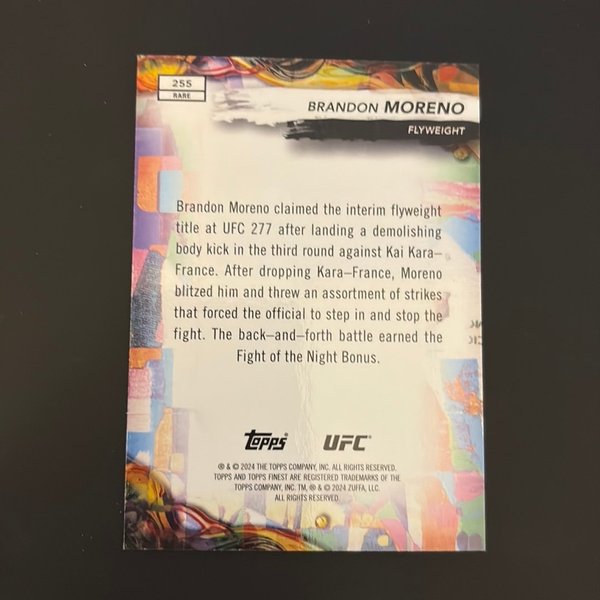 255
RARE
BRANDON MORENO
FLYWEIGHT
Brandon Moreno claimed the interim flyweight
title at UFC 277 after landing a demolishing
body kick in the third round against Kai Kara–
France. After dropping Kara–France, Moreno
blitzed him and threw an assortment of strikes
that forced the official to step in and stop the
fight. The back–and–forth battle earned the
Fight of the Night Bonus.
Topps UFC
® & © 2024 THE TOPPS COMPANY, INC. ALL RIGHTS RESERVED.
TOPPS AND TOPPS FINEST ARE REGISTERED TRADEMARKS OF THE
TOPPS COMPANY, INC. TM, ® & © 2024 ZUFFA, LLC.
ALL RIGHTS RESERVED.